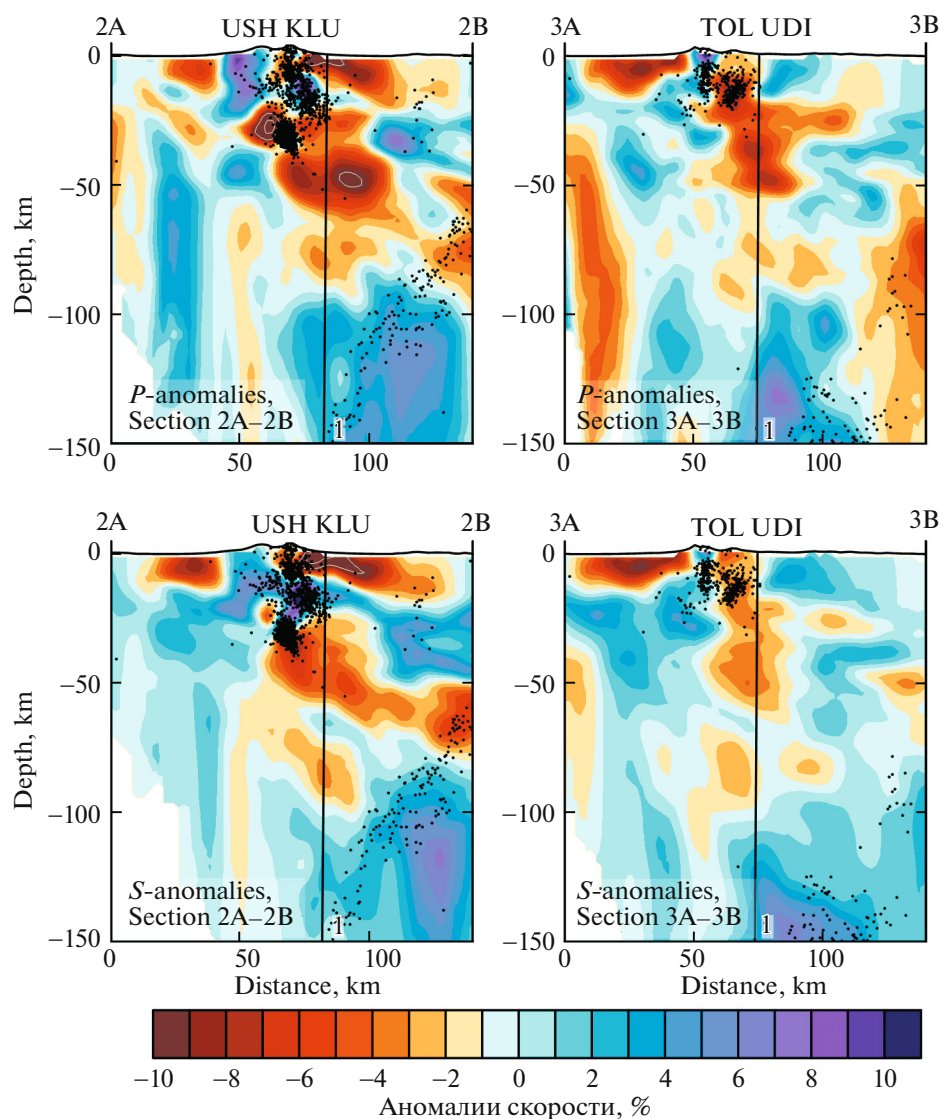 2A USH KLU 2B
3A TOL UDI 3B
0
−50
−100
−150
Depth, km
P-anomalies,
Section 2A–2B
1
0 50 100
0
−50
−100
−150
P-anomalies,
Section 3A–3B
1
0 50 100
2A USH KLU 2B
3A TOL UDI 3B
0
−50
−100
−150
Depth, km
S-anomalies,
Section 2A–2B
1
0 50 100
Distance, km
0
−50
−100
−150
S-anomalies,
Section 3A–3B
1
0 50 100
Distance, km
−10 −8 −6 −4 −2 0 2 4 6 8 10
Аномалии скорости, %